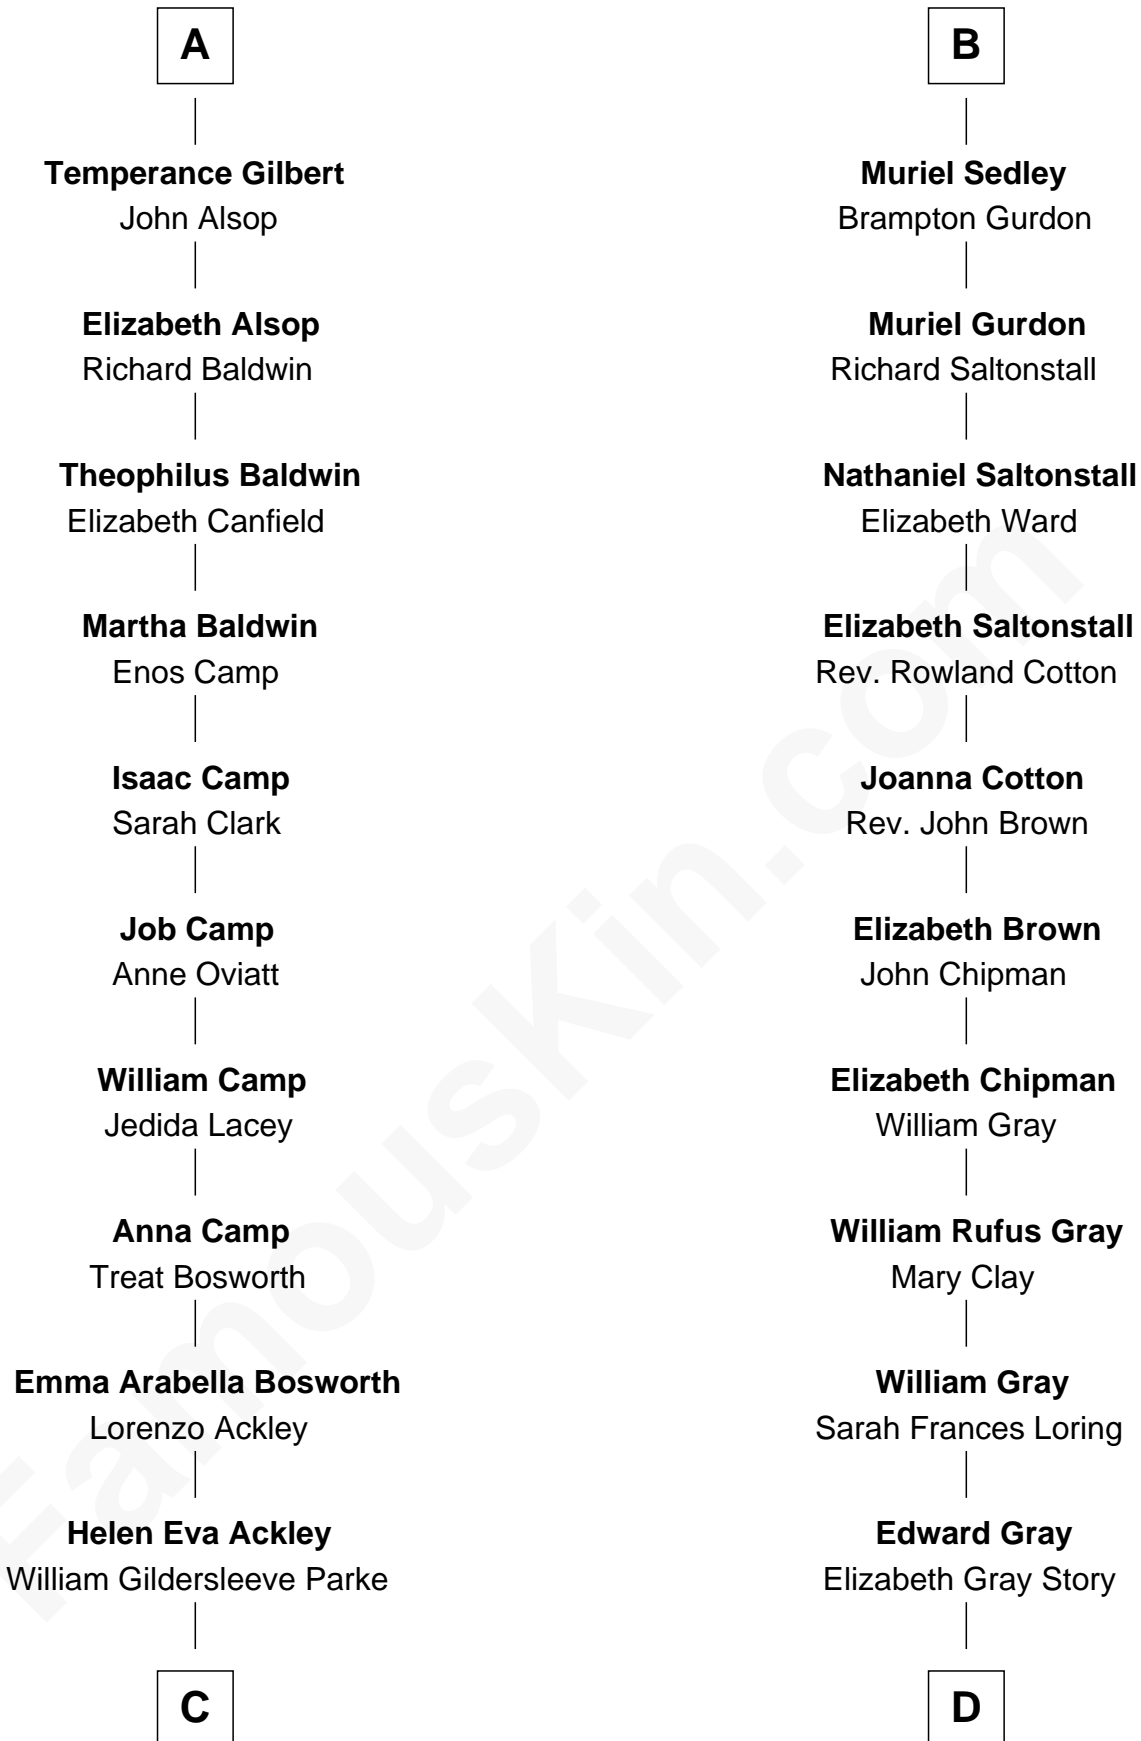 A
Temperance Gilbert
John Alsop
Elizabeth Alsop
Richard Baldwin
Theophilus Baldwin
Elizabeth Canfield
Martha Baldwin
Enos Camp
Isaac Camp
Sarah Clark
Job Camp
Anne Oviatt
William Camp
Jedida Lacey
Anna Camp
Treat Bosworth
Emma Arabella Bosworth
Lorenzo Ackley
Helen Eva Ackley
William Gildersleeve Parke
C
B
Muriel Sedley
Brampton Gurdon
Muriel Gurdon
Richard Saltonstall
Nathaniel Saltonstall
Elizabeth Ward
Elizabeth Saltonstall
Rev. Rowland Cotton
Joanna Cotton
Rev. John Brown
Elizabeth Brown
John Chipman
Elizabeth Chipman
William Gray
William Rufus Gray
Mary Clay
William Gray
Sarah Frances Loring
Edward Gray
Elizabeth Gray Story
D
FamousKin.com